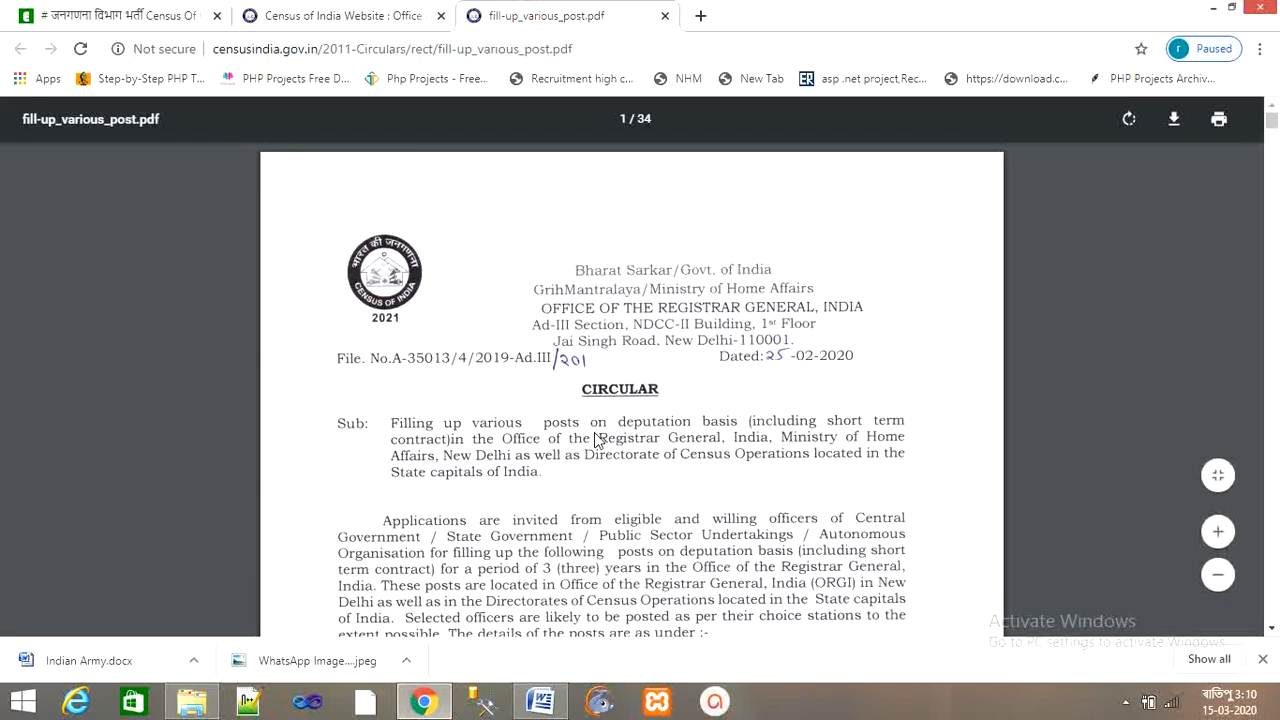 # जनगणना विभाग भर्ती Census Of
Census of India Website : Office
fill-up_various_post.pdf
Not secure
censusindia.gov.in/2011-Circulars/rect/fill-up_various_post.pdf
r Paused
Apps
Step-by-Step PHP T...
PHP Projects Free D...
Php Projects - Free...
Recruitment high c...
NHM
New Tab
ER asp .net project,Rec...
https://download.c...
PHP Projects Archiv...
fill-up_various_post.pdf
1 / 34
भारत की जनगणना
CENSUS OF INDIA
2021
Bharat Sarkar/Govt. of India
GrihMantralaya/Ministry of Home Affairs
OFFICE OF THE REGISTRAR GENERAL, INDIA
Ad-III Section, NDCC-II Building, 1st Floor
Jai Singh Road, New Delhi-110001.
File. No.A-35013/4/2019-Ad.III/201
Dated:25-02-2020
CIRCULAR
Sub: Filling up various posts on deputation basis (including short term
contract)in the Office of the Registrar General, India, Ministry of Home
Affairs, New Delhi as well as Directorate of Census Operations located in the
State capitals of India.
Applications are invited from eligible and willing officers of Central
Government / State Government / Public Sector Undertakings / Autonomous
Organisation for filling up the following posts on deputation basis (including short
term contract) for a period of 3 (three) years in the Office of the Registrar General,
India. These posts are located in Office of the Registrar General, India (ORGI) in New
Delhi as well as in the Directorates of Census Operations located in the State capitals
of India. Selected officers are likely to be posted as per their choice stations to the
extent possible. The details of the posts are as under :-
Activate Windows
Go to PC settings to activate Windows.
Indian Army.docx
WhatsApp Image....jpeg
Show all
3:10
15-03-2020